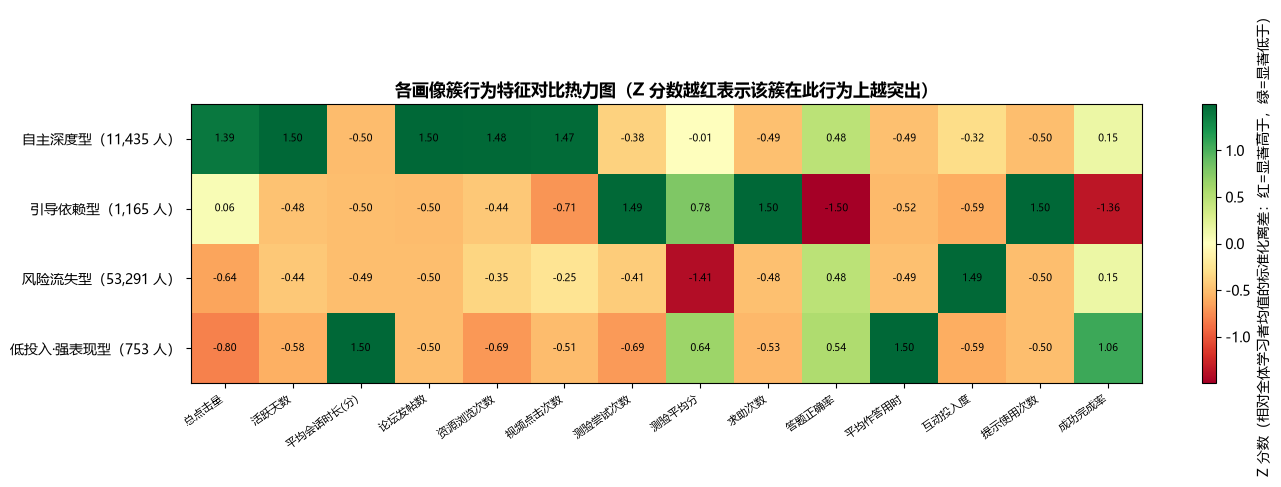 各画像簇行为特征对比热力图（Z 分数越红表示该簇在此行为上越突出）
自主深度型（11,435 人） 1.39 1.50 -0.50 1.50 1.48 1.47 -0.38 -0.01 -0.49 0.48 -0.49 -0.32 -0.50 0.15
引导依赖型（1,165 人） 0.06 -0.48 -0.50 -0.50 -0.44 -0.71 1.49 0.78 1.50 -1.50 -0.52 -0.59 1.50 -1.36
风险流失型（53,291 人） -0.64 -0.44 -0.49 -0.50 -0.35 -0.25 -0.41 -1.41 -0.48 0.48 -0.49 1.49 -0.50 0.15
低投入·强表现型（753 人） -0.80 -0.58 1.50 -0.50 -0.69 -0.51 -0.69 0.64 -0.53 0.54 1.50 -0.59 -0.50 1.06
总点击量 活跃天数 平均会话时长(分) 论坛发帖数 资源浏览次数 视频点击次数 测验尝试次数 测验平均分 求助次数 答题正确率 平均作答用时 互动投入度 提示使用次数 成功完成率
1.0
0.5
0.0
-0.5
-1.0
Z 分数（相对全体学习者均值的标准化离差：红=显著高于，绿=显著低于）